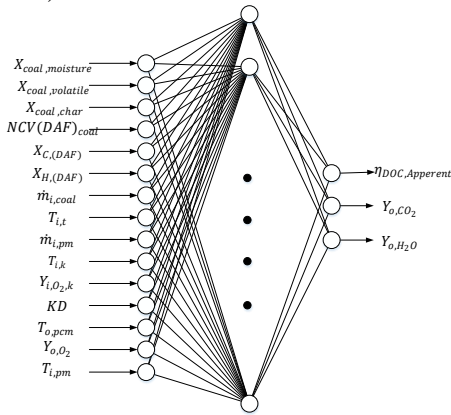 X_coal,moisture
X_coal,volatile
X_coal,char
NCV(DAF)_coal
X_C,(DAF)
X_H,(DAF)
ṁ_i,coal
T_i,t
ṁ_i,pm
T_i,k
Y_i,O₂,k
KD
T_o,pcm
Y_o,O₂
T_i,pm
η_DOC,Apperent
Y_o,CO₂
Y_o,H₂O